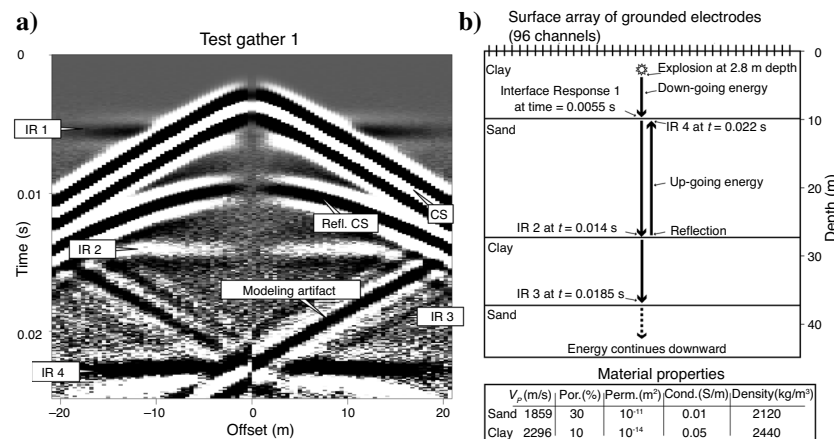 a)
Test gather 1
0
0.01
0.02
Time (s)
IR 1
CS
Refl. CS
IR 2
Modeling artifact
IR 3
IR 4
−20 −10 0 10 20
Offset (m)
b)
Surface array of grounded electrodes
(96 channels)
0
Clay
Explosion at 2.8 m depth
Interface Response 1
at time = 0.0055 s
Down-going energy
10
Sand
IR 4 at t = 0.022 s
20
Up-going energy
IR 2 at t = 0.014 s
Reflection
Clay
30
IR 3 at t = 0.0185 s
Sand
40
Energy continues downward
Depth (m)
Material properties
Vp (m/s) Por.(%) Perm.(m²) Cond.(S/m) Density(kg/m³)
Sand 1859 30 10⁻¹¹ 0.01 2120
Clay 2296 10 10⁻¹⁴ 0.05 2440